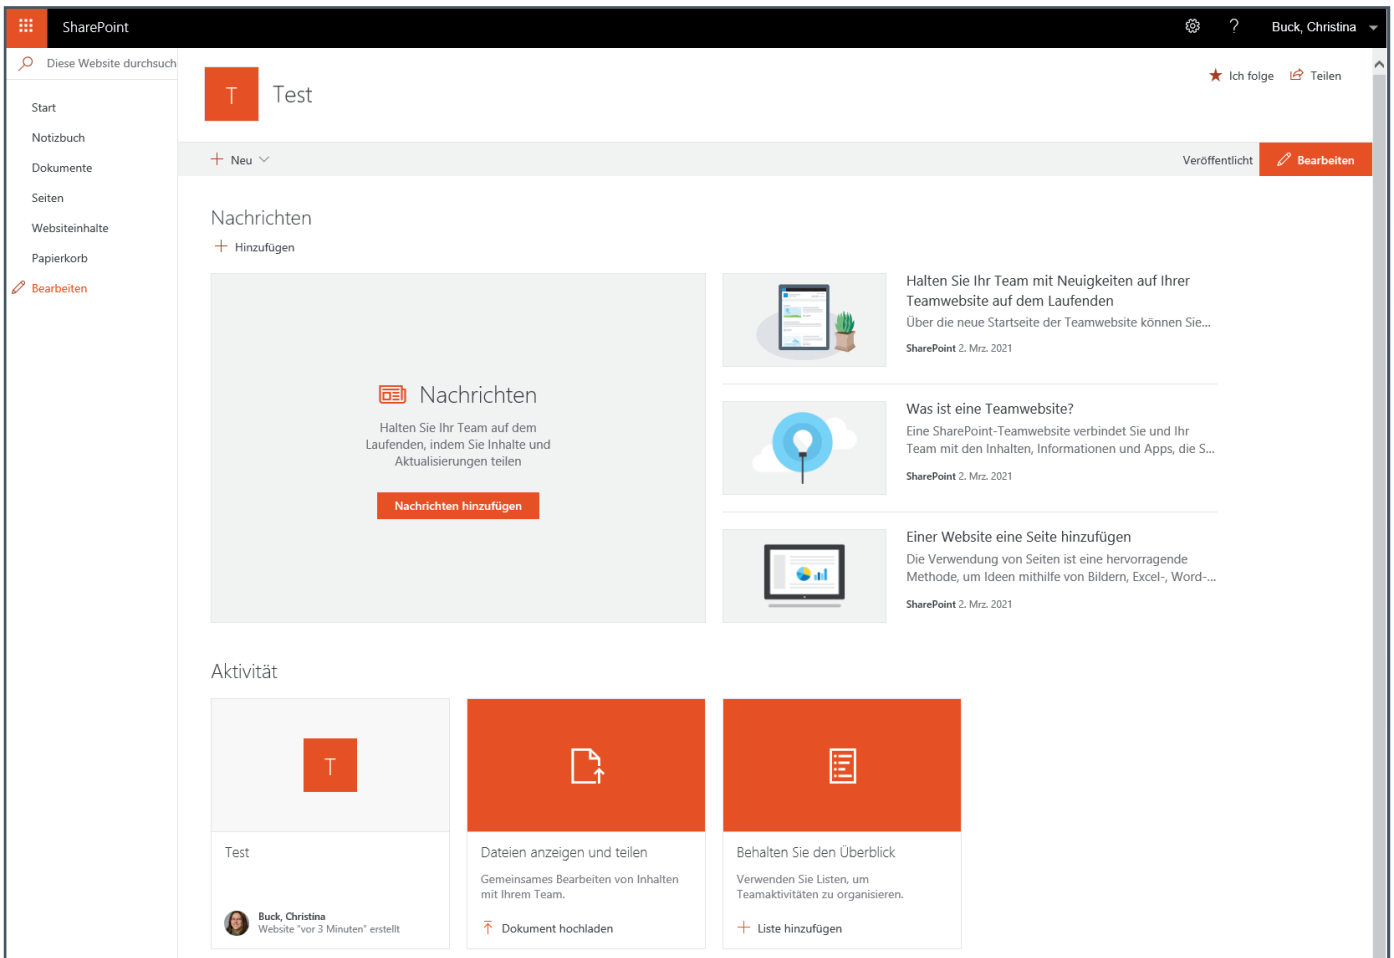 SharePoint
? Buck, Christina
Diese Website durchsuch
Start
Notizbuch
Dokumente
Seiten
Websiteinhalte
Papierkorb
Bearbeiten
T Test
Ich folge Teilen
Neu
Veröffentlicht Bearbeiten
Nachrichten
Hinzufügen
Nachrichten
Halten Sie Ihr Team auf dem
Laufenden, indem Sie Inhalte und
Aktualisierungen teilen
Nachrichten hinzufügen
Halten Sie Ihr Team mit Neuigkeiten auf Ihrer
Teamwebsite auf dem Laufenden
Über die neue Startseite der Teamwebsite können Sie...
SharePoint 2. Mrz. 2021
Was ist eine Teamwebsite?
Eine SharePoint-Teamwebsite verbindet Sie und Ihr
Team mit den Inhalten, Informationen und Apps, die S...
SharePoint 2. Mrz. 2021
Einer Website eine Seite hinzufügen
Die Verwendung von Seiten ist eine hervorragende
Methode, um Ideen mithilfe von Bildern, Excel-, Word-...
SharePoint 2. Mrz. 2021
Aktivität
T
Test
Buck, Christina
Website "vor 3 Minuten" erstellt
Dateien anzeigen und teilen
Gemeinsames Bearbeiten von Inhalten
mit Ihrem Team.
Dokument hochladen
Behalten Sie den Überblick
Verwenden Sie Listen, um
Teamaktivitäten zu organisieren.
Liste hinzufügen